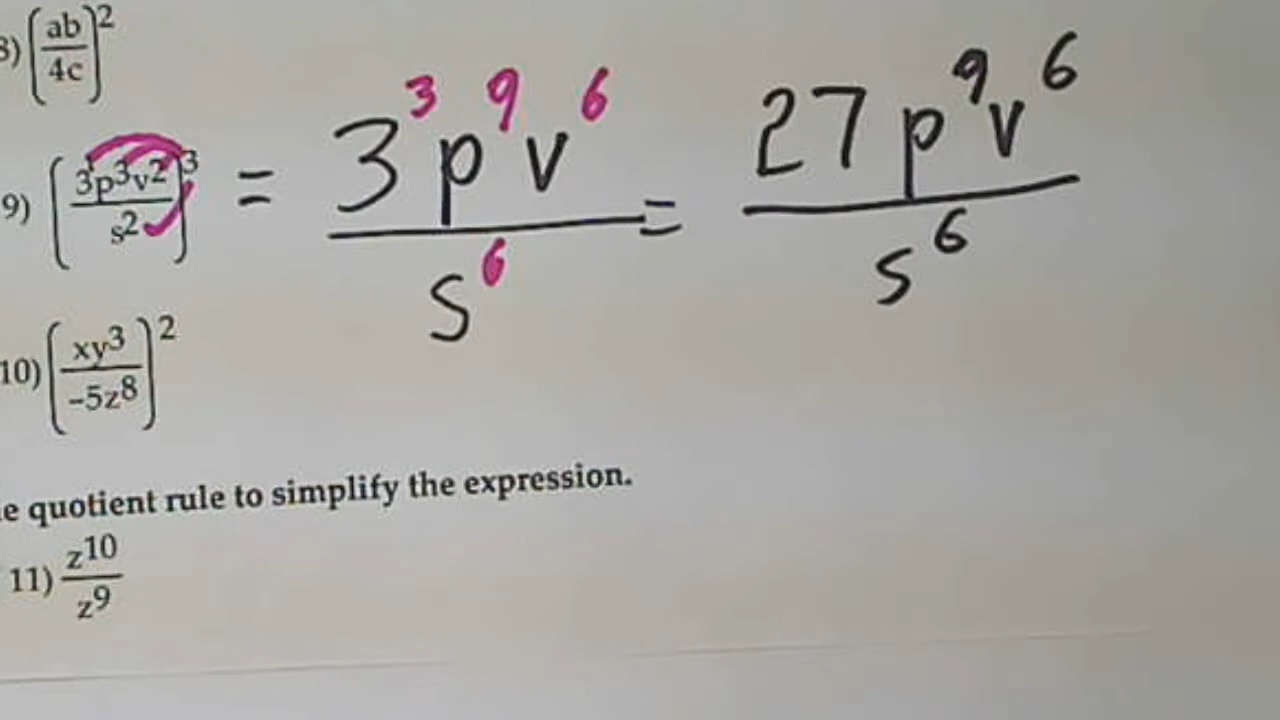 8) (ab/4c)^2
9) (3p^3v^2/s^2)^3 = 3^3p^9v^6/s^6 = 27p^9v^6/s^6
10) (xy^3/-5z^8)^2
e quotient rule to simplify the expression.
11) z^10/z^9